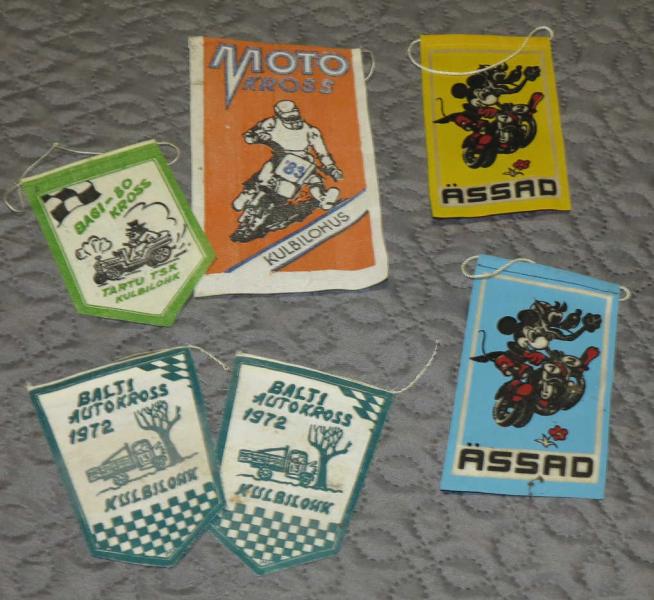 MOTO
KROSS
'83
KULBILOHUS
ÄSSAD
BAGI-80
KROSS
TARTU TSK
KULBILOHK
ÄSSAD
BALTI
AUTOKROSS
1972
KULBILOHK
BALTI
AUTOKROSS
1972
KULBILOHK